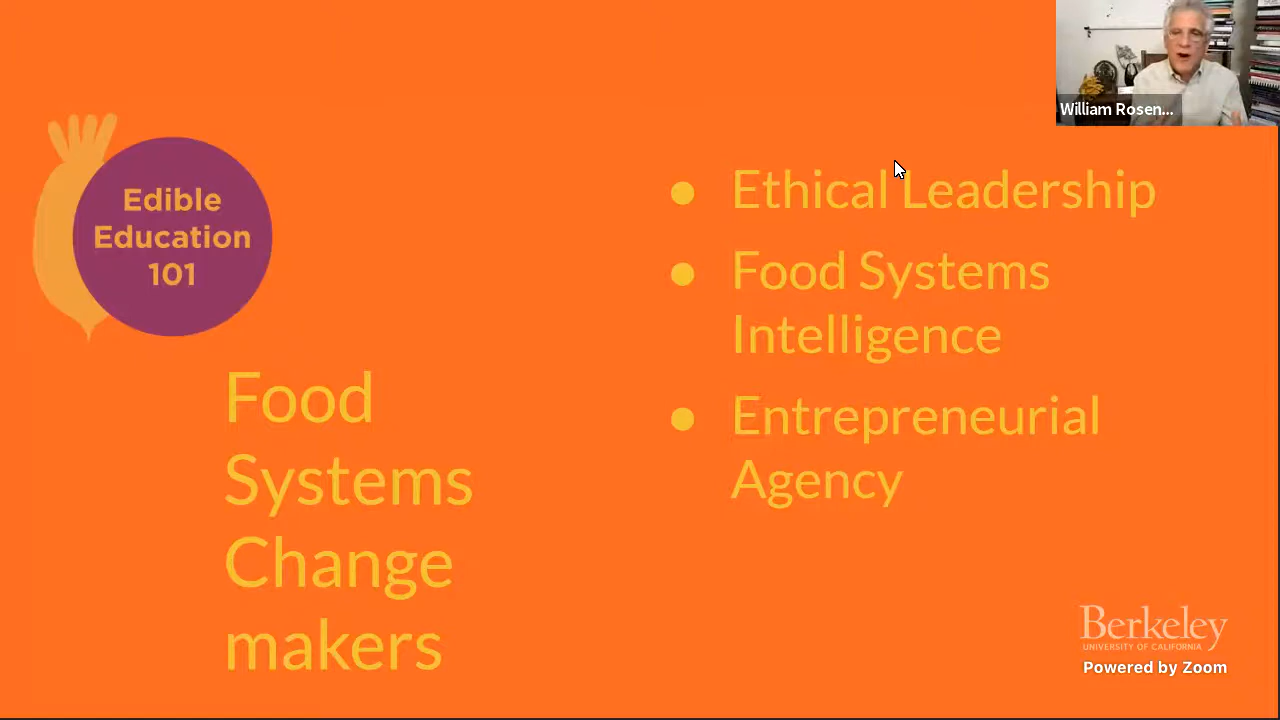 William Rosen...
Edible
Education
101
Food
Systems
Change
makers
● Ethical Leadership
● Food Systems
Intelligence
● Entrepreneurial
Agency
Berkeley
UNIVERSITY OF CALIFORNIA
Powered by Zoom